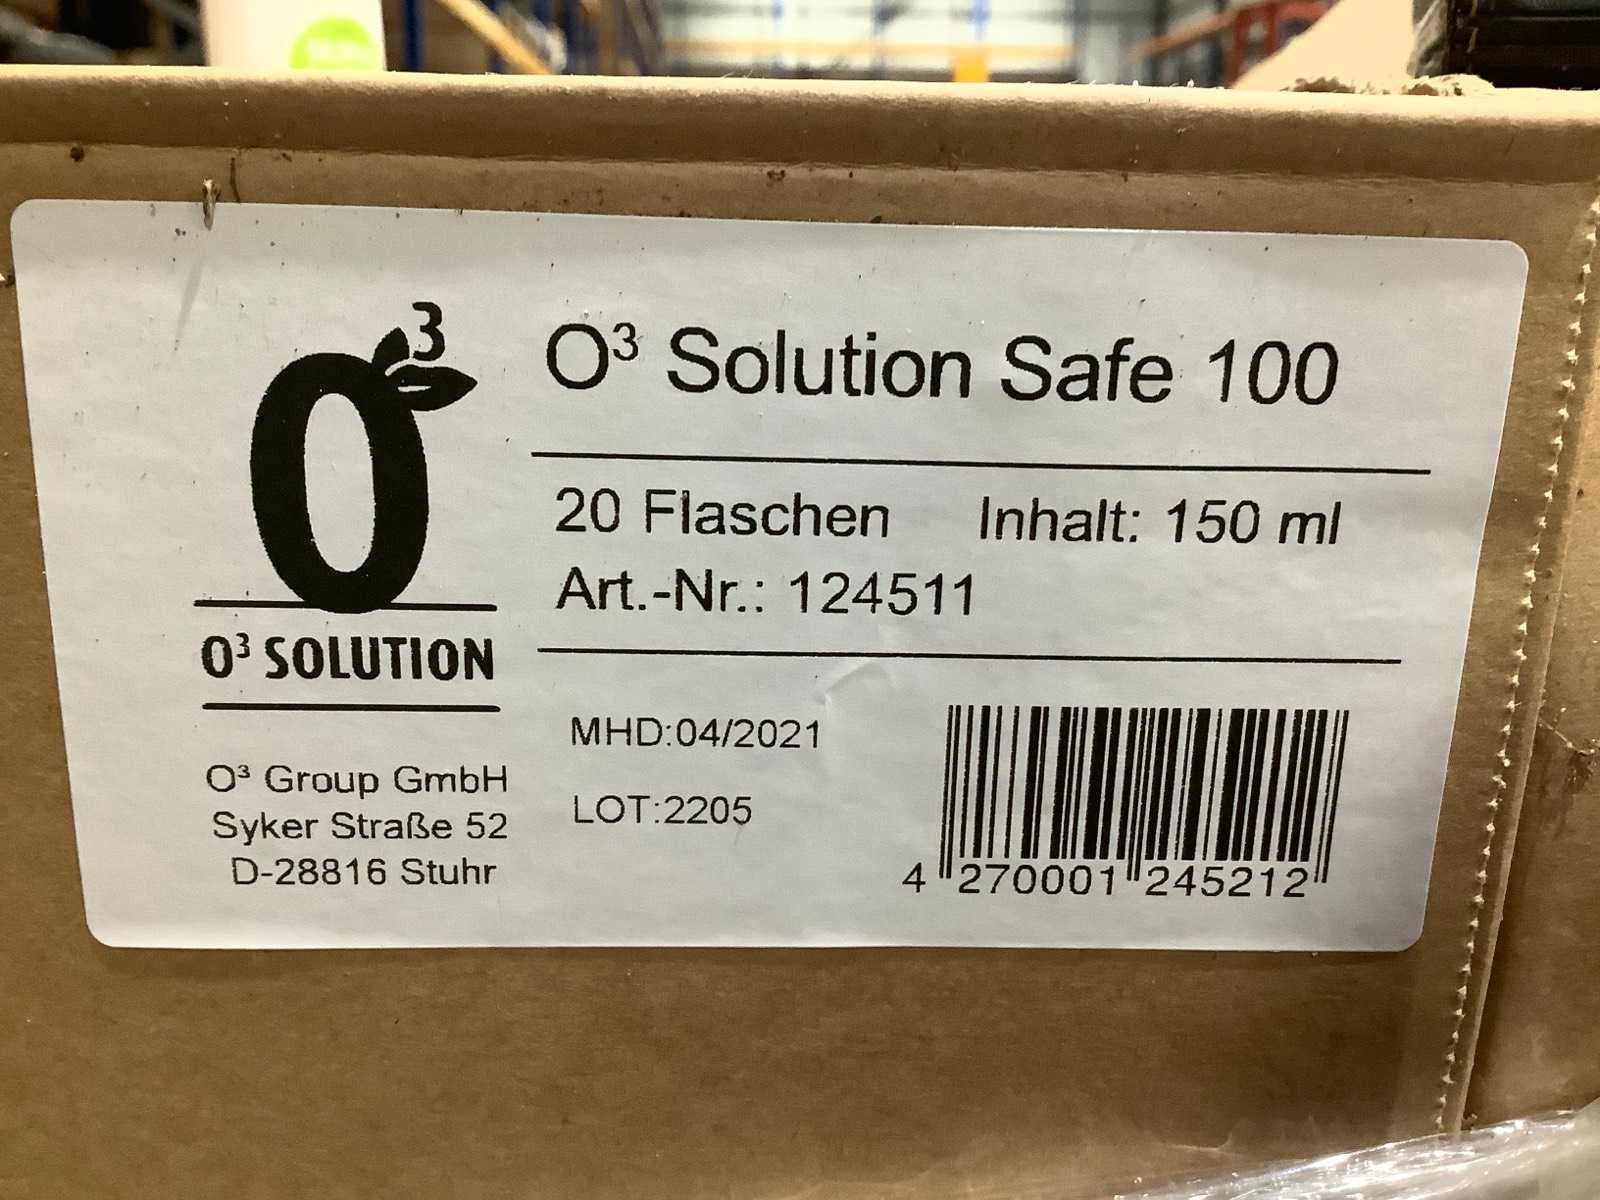 O³
O³ SOLUTION
O³ Group GmbH
Syker Straße 52
D-28816 Stuhr
O³ Solution Safe 100
20 Flaschen Inhalt: 150 ml
Art.-Nr.: 124511
MHD:04/2021
LOT:2205
4 270001 245212